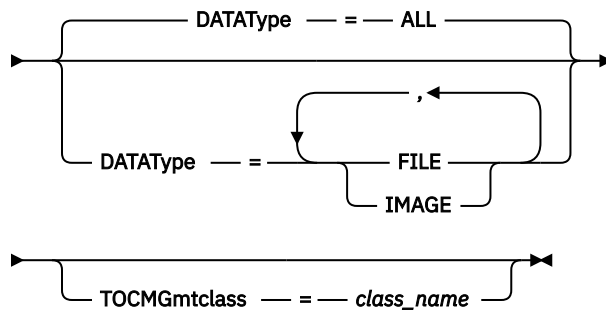 DATAType = ALL
,
DATAType = FILE
IMAGE
TOCMGmtclass = class_name